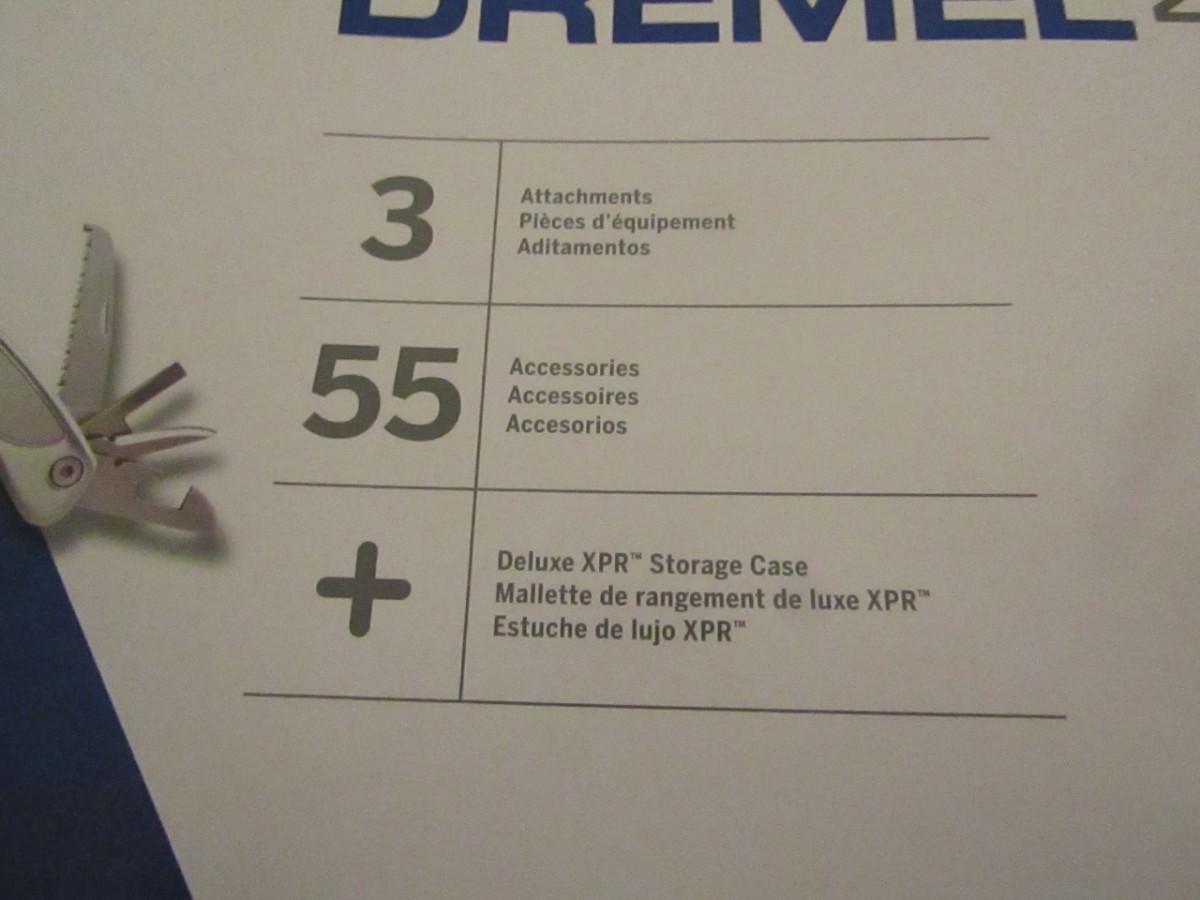 DREMEL
3
Attachments
Pièces d'équipement
Aditamentos
55
Accessories
Accessoires
Accesorios
+
Deluxe XPR™ Storage Case
Mallette de rangement de luxe XPR™
Estuche de lujo XPR™